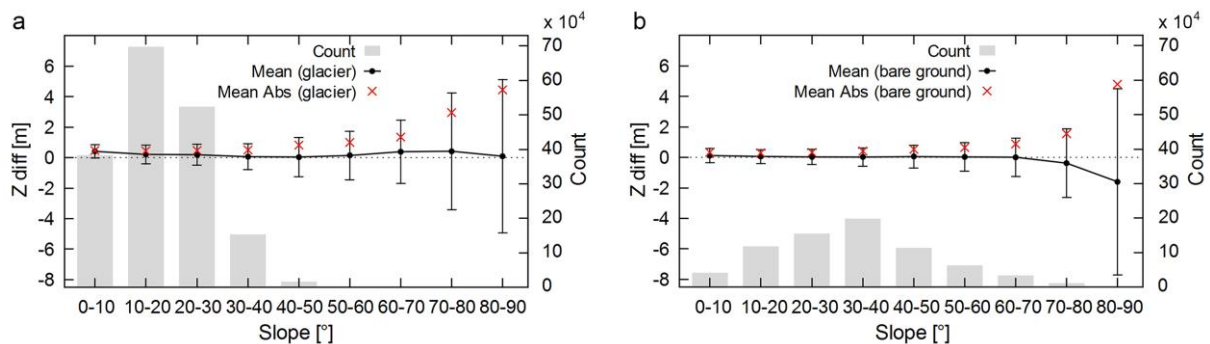 a
x 10⁴
Z diff [m]
6
4
2
0
-2
-4
-6
-8
Count
Mean (glacier)
Mean Abs (glacier)
70
60
50
40
30
20
10
0
Count
0-10 10-20 20-30 30-40 40-50 50-60 60-70 70-80 80-90
Slope [°]
b
x 10⁴
Z diff [m]
6
4
2
0
-2
-4
-6
-8
Count
Mean (bare ground)
Mean Abs (bare ground)
70
60
50
40
30
20
10
0
Count
0-10 10-20 20-30 30-40 40-50 50-60 60-70 70-80 80-90
Slope [°]